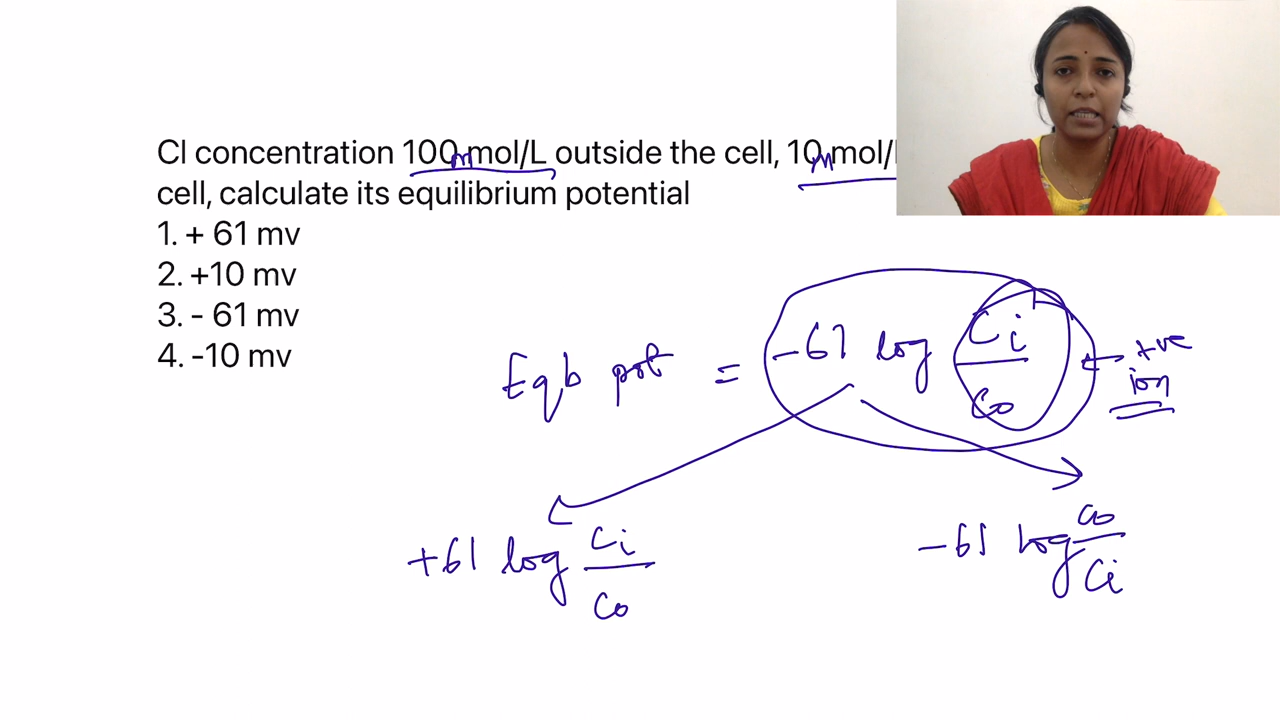 Cl concentration 100 mmol/L outside the cell, 10 mmol/
cell, calculate its equilibrium potential
1. + 61 mv
2. +10 mv
3. - 61 mv
4. -10 mv
Eqb pot = -61 log Ci/Co ← +ve ion
+61 log Ci/Co
-61 log Co/Ci